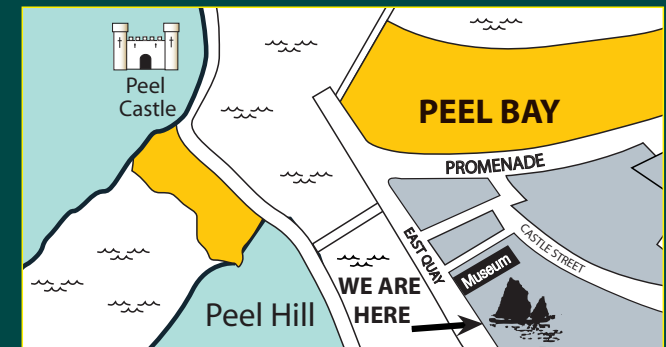 Peel
Castle
PEEL BAY
PROMENADE
EAST QUAY
CASTLE STREET
Museum
WE ARE
HERE
Peel Hill